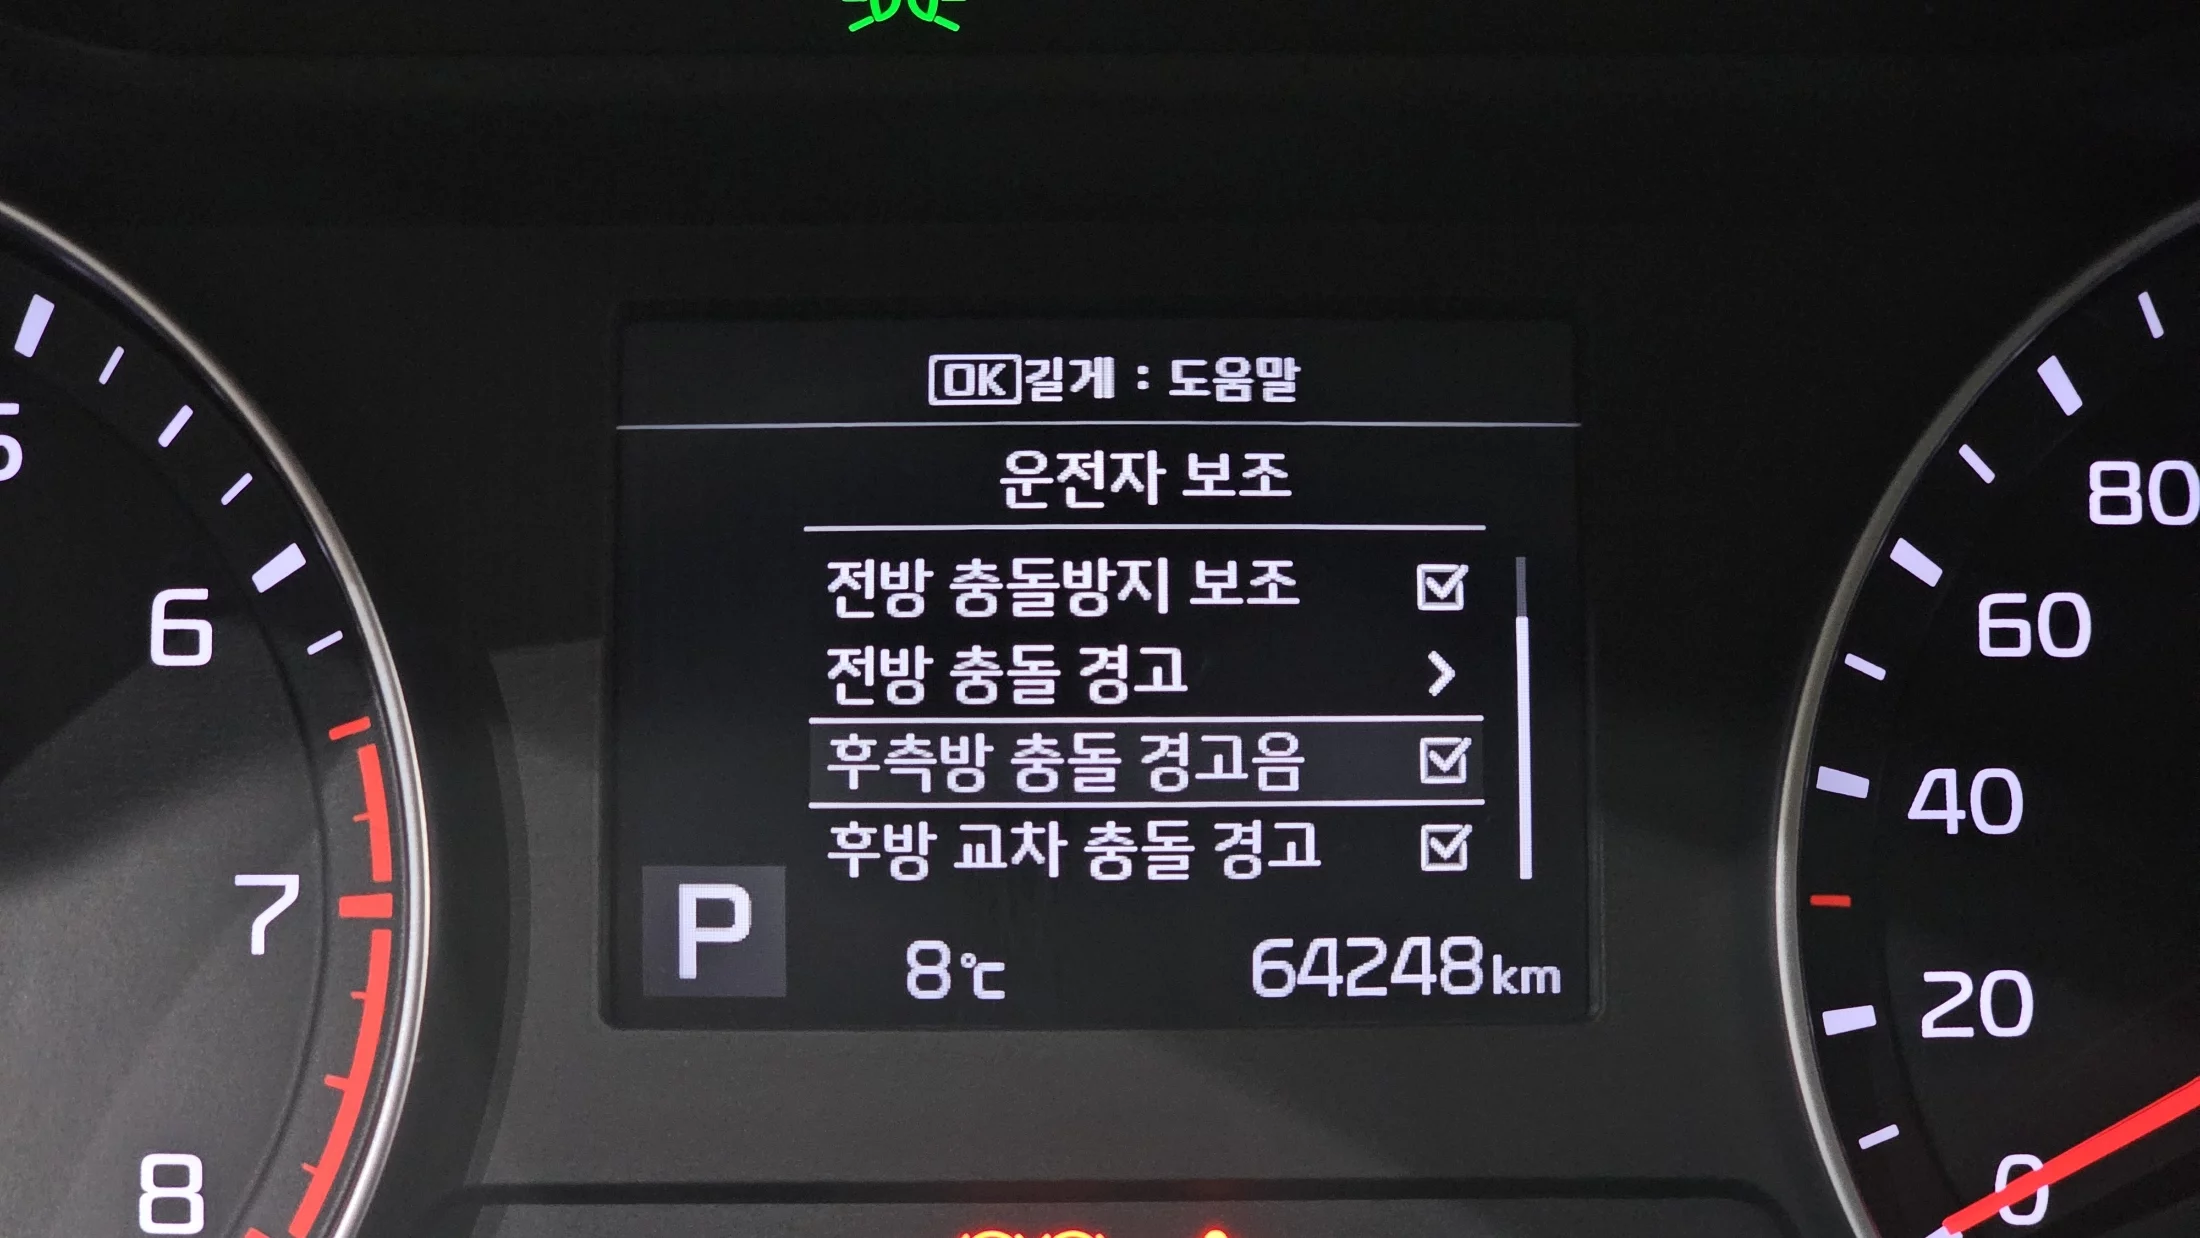 OK길게 : 도움말
운전자 보조
전방 충돌방지 보조
전방 충돌 경고
후측방 충돌 경고음
후방 교차 충돌 경고
P
8℃
64248km
6
7
8
80
60
40
20
0